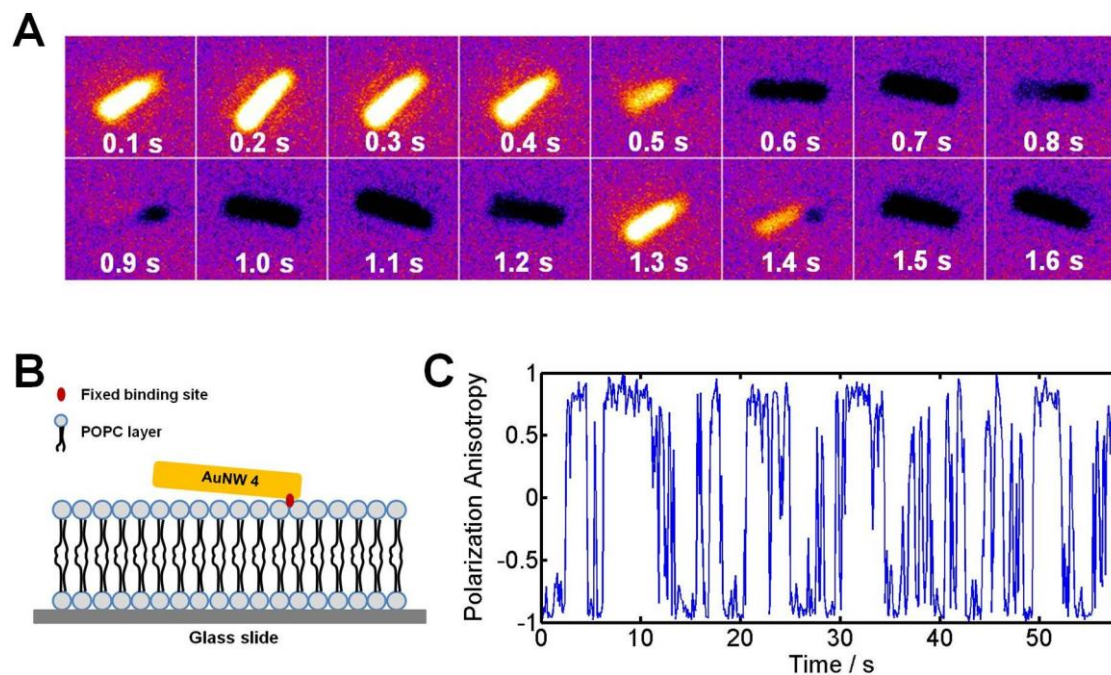 A
0.1 s 0.2 s 0.3 s 0.4 s 0.5 s 0.6 s 0.7 s 0.8 s
0.9 s 1.0 s 1.1 s 1.2 s 1.3 s 1.4 s 1.5 s 1.6 s
B
Fixed binding site
POPC layer
AuNW 4
Glass slide
C
Polarization Anisotropy
1
0.5
0
-0.5
-1
0 10 20 30 40 50
Time / s